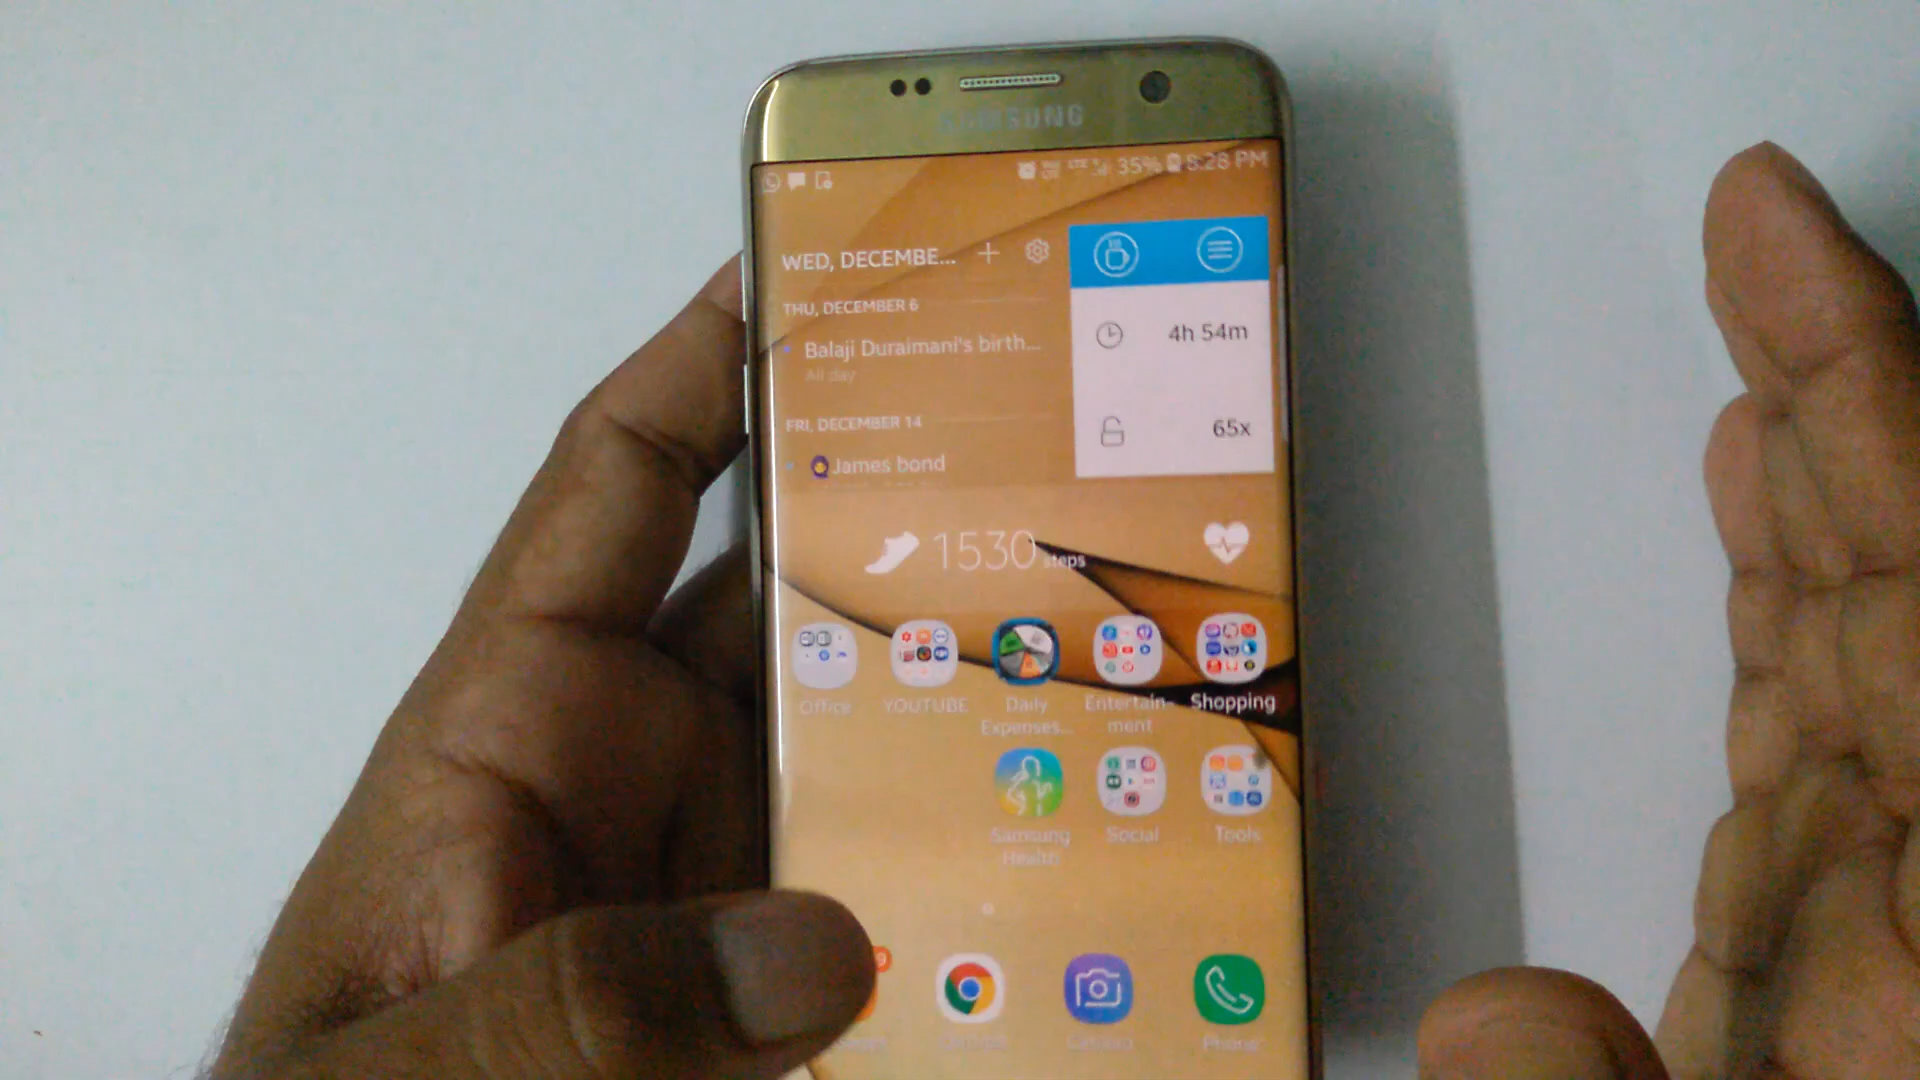 SAMSUNG
35% 8:28 PM
WED, DECEMBE...
THU, DECEMBER 6
Balaji Duraimani's birth...
All day
FRI, DECEMBER 14
James bond
4h 54m
65x
1530 steps
Office
YOUTUBE
Daily
Expenses...
Entertain-
ment
Shopping
Samsung
Health
Social
Tools
Camera
Phone